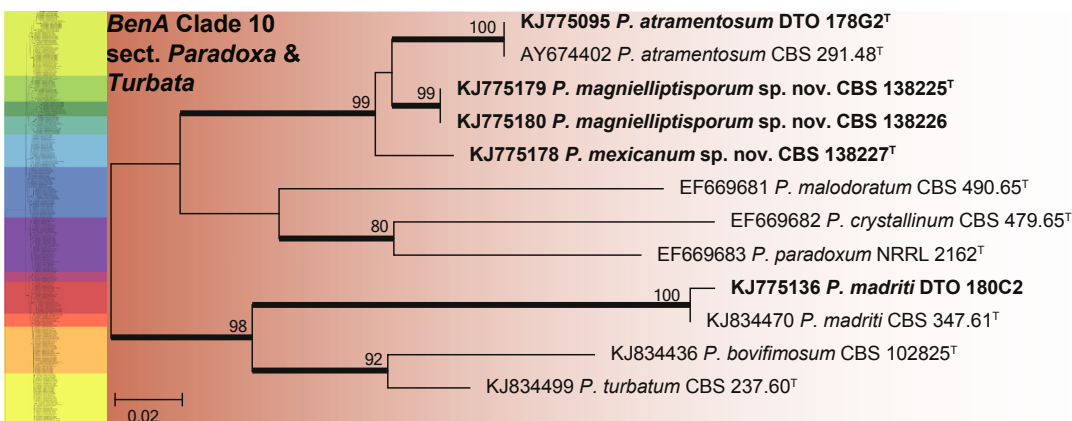 BenA Clade 10
sect. Paradoxa &
Turbata
100
KJ775095 P. atramentosum DTO 178G2ᵀ
AY674402 P. atramentosum CBS 291.48ᵀ
99
KJ775179 P. magnielliptisporum sp. nov. CBS 138225ᵀ
99
KJ775180 P. magnielliptisporum sp. nov. CBS 138226
KJ775178 P. mexicanum sp. nov. CBS 138227ᵀ
EF669681 P. malodoratum CBS 490.65ᵀ
80
EF669682 P. crystallinum CBS 479.65ᵀ
EF669683 P. paradoxum NRRL 2162ᵀ
100
KJ775136 P. madriti DTO 180C2
KJ834470 P. madriti CBS 347.61ᵀ
98
92
KJ834436 P. bovifimosum CBS 102825ᵀ
KJ834499 P. turbatum CBS 237.60ᵀ
0.02